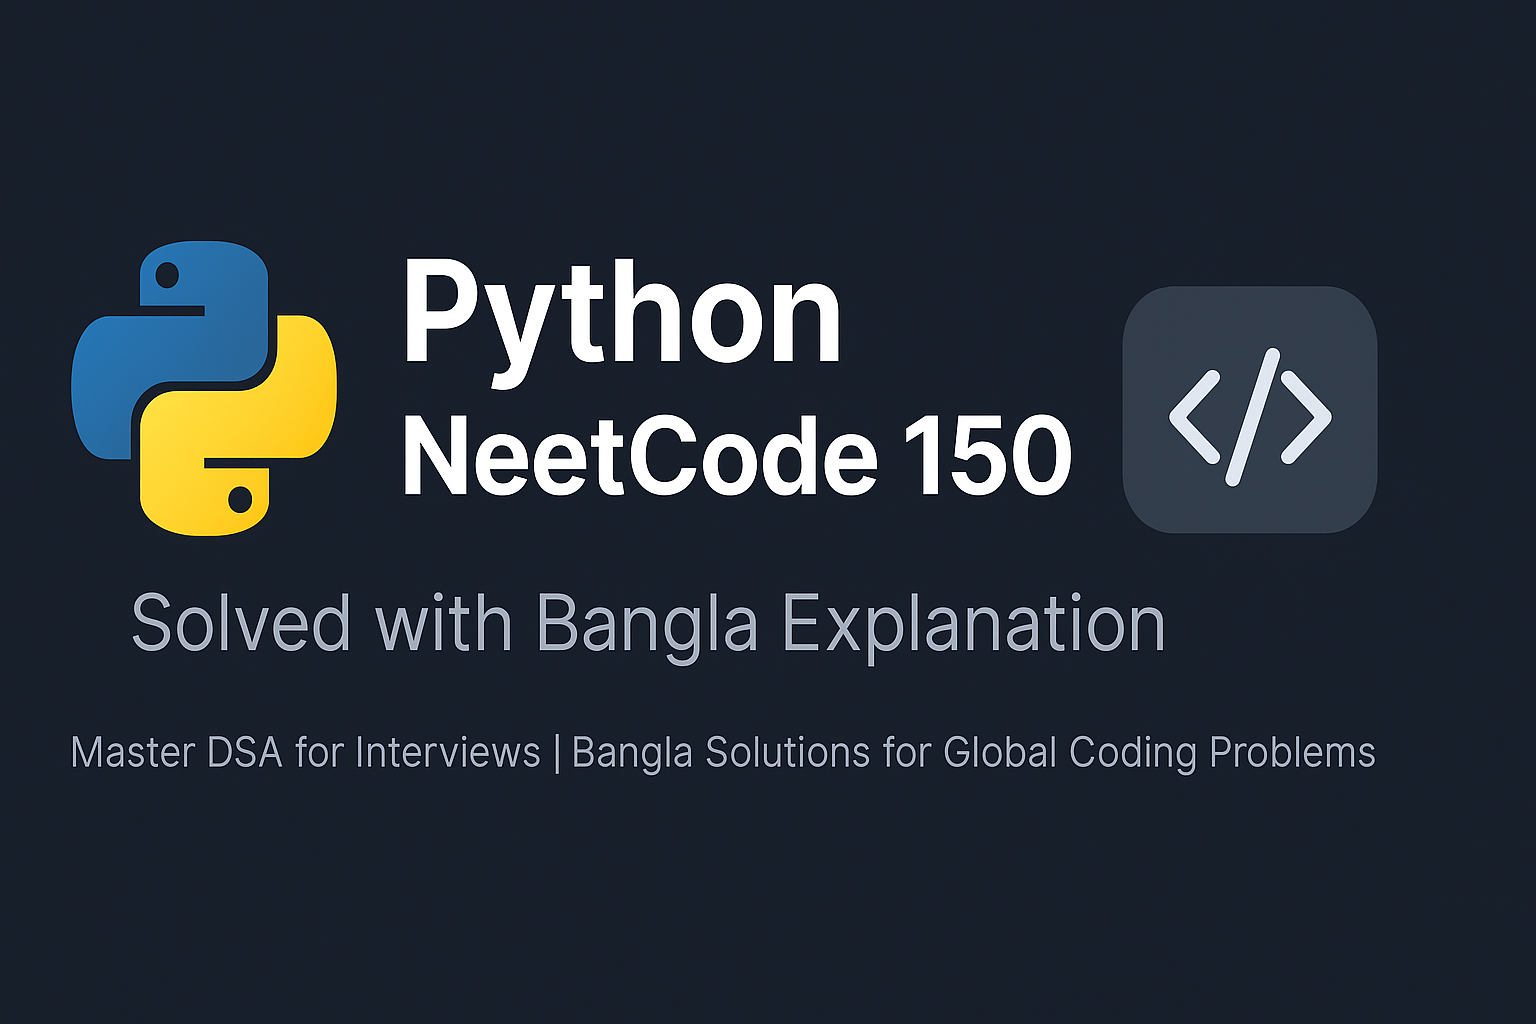 Python
NeetCode 150
</>
Solved with Bangla Explanation
Master DSA for Interviews | Bangla Solutions for Global Coding Problems